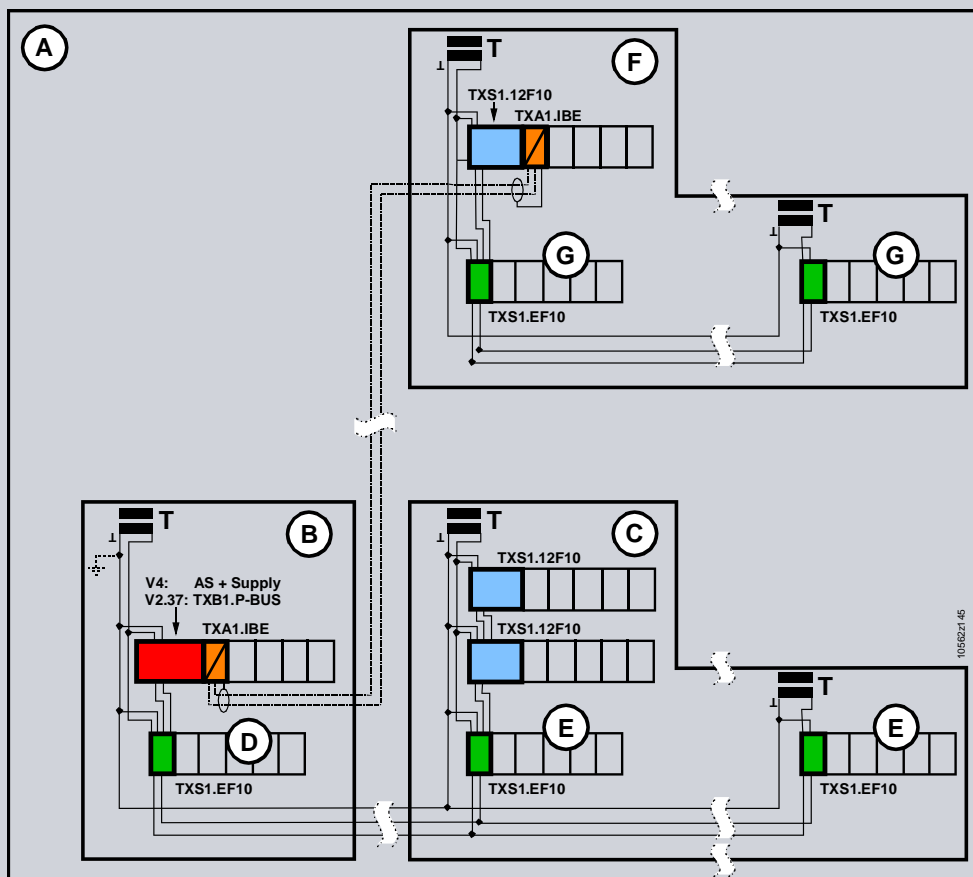 A
T
⊥
F
TXS1.12F10
TXA1.IBE
T
⊥
G
G
TXS1.EF10
TXS1.EF10
T
⊥
B
T
⊥
C
TXS1.12F10
V4: AS + Supply
V2.37: TXB1.P-BUS
TXA1.IBE
TXS1.12F10
10562z145
T
⊥
D
E
E
TXS1.EF10
TXS1.EF10
TXS1.EF10